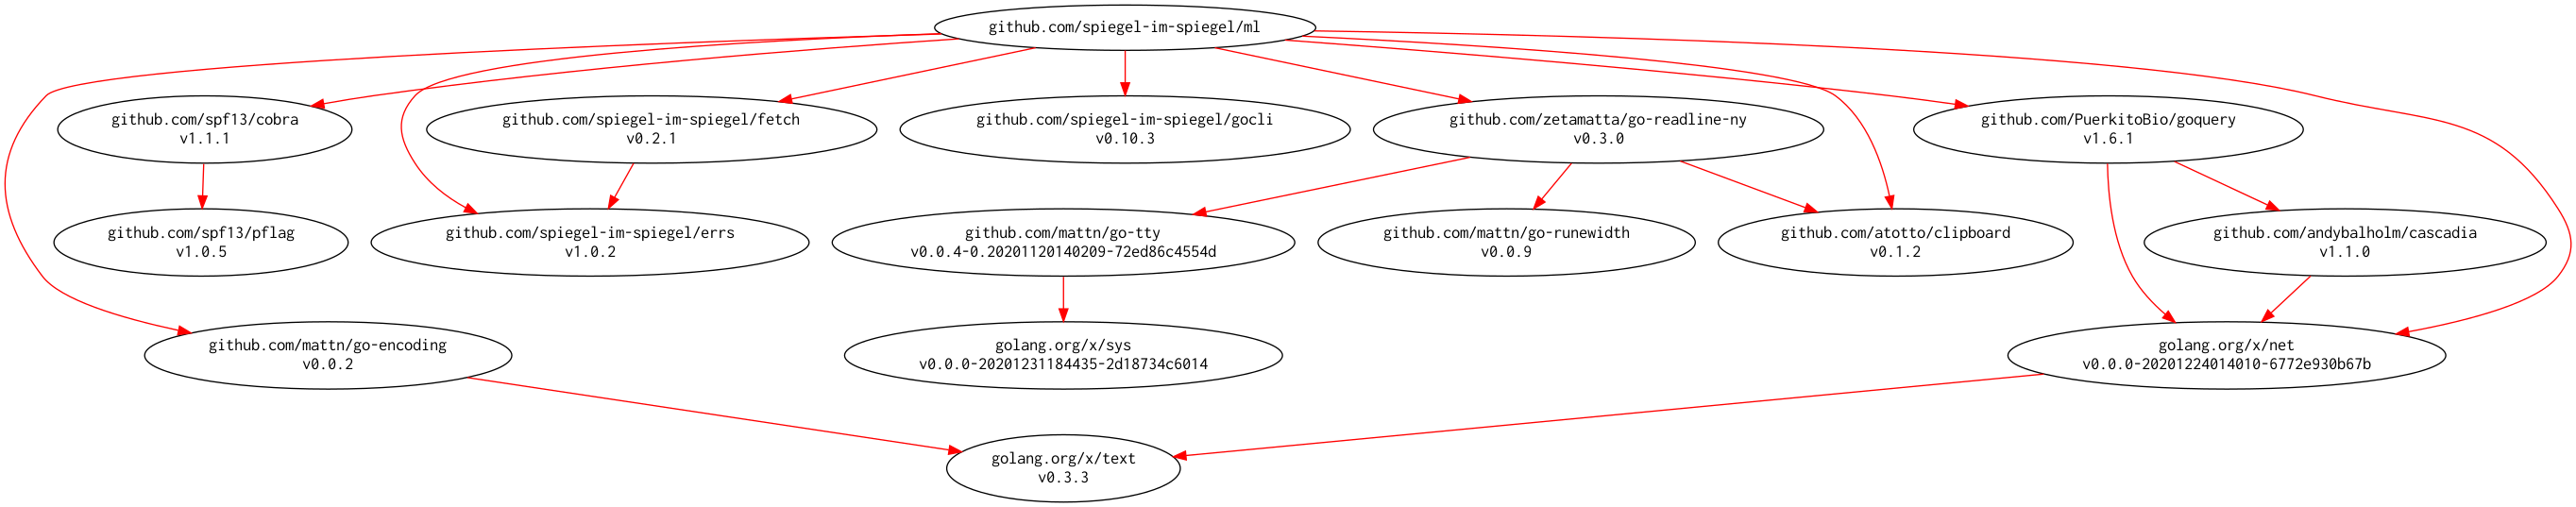 github.com/spiegel-im-spiegel/ml
github.com/spf13/cobra
v1.1.1
github.com/spiegel-im-spiegel/fetch
v0.2.1
github.com/spiegel-im-spiegel/gocli
v0.10.3
github.com/zetamatta/go-readline-ny
v0.3.0
github.com/PuerkitoBio/goquery
v1.6.1
github.com/spf13/pflag
v1.0.5
github.com/spiegel-im-spiegel/errs
v1.0.2
github.com/mattn/go-tty
v0.0.4-0.20201120140209-72ed86c4554d
github.com/mattn/go-runewidth
v0.0.9
github.com/atotto/clipboard
v0.1.2
github.com/andybalholm/cascadia
v1.1.0
github.com/mattn/go-encoding
v0.0.2
golang.org/x/sys
v0.0.0-20201231184435-2d18734c6014
golang.org/x/net
v0.0.0-20201224014010-6772e930b67b
golang.org/x/text
v0.3.3